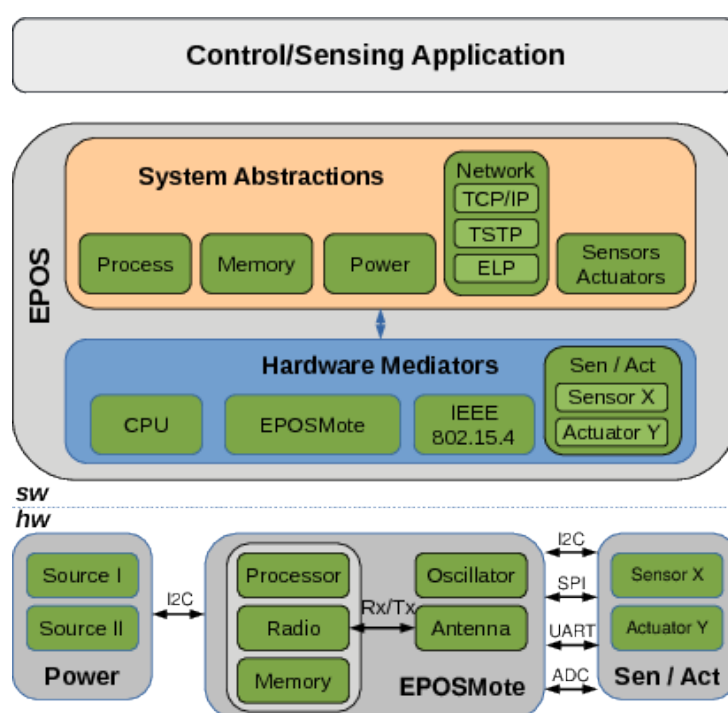 Control/Sensing Application
EPOS
System Abstractions
Network
TCP/IP
TSTP
ELP
Process
Memory
Power
Sensors
Actuators
Hardware Mediators
CPU
EPOSMote
IEEE
802.15.4
Sen / Act
Sensor X
Actuator Y
sw
hw
Source I
Source II
Power
I2C
Processor
Radio
Memory
Rx/Tx
Oscillator
Antenna
EPOSMote
I2C
SPI
UART
ADC
Sensor X
Actuator Y
Sen / Act